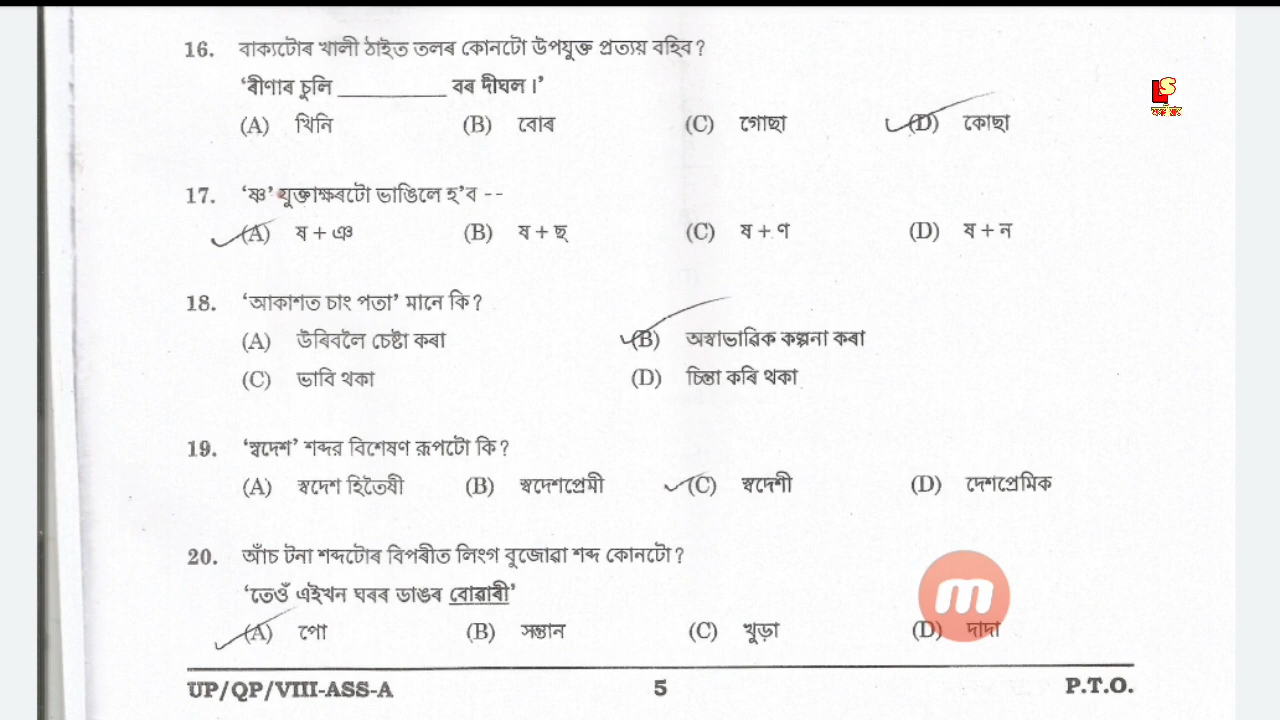 16. বাক্যটোৰ খালী ঠাইত তলৰ কোনটো উপযুক্ত প্ৰত্যয় বহিব ?
‘ৰীণাৰ চুলি __________ বৰ দীঘল ।’
(A) খিনি (B) বোৰ (C) গোছা (D) কোছা
17. ‘ষ্ণ’ যুক্তাক্ষৰটো ভাঙিলে হ’ব --
(A) ষ + ঞ (B) ষ + ছ্ (C) ষ + ণ (D) ষ + ন
18. ‘আকাশত চাং পতা’ মানে কি ?
(A) উৰিবলৈ চেষ্টা কৰা (B) অস্বাভাৱিক কল্পনা কৰা
(C) ভাবি থকা (D) চিন্তা কৰি থকা
19. ‘স্বদেশ’ শব্দৰ বিশেষণ ৰূপটো কি ?
(A) স্বদেশ হিতৈষী (B) স্বদেশপ্ৰেমী (C) স্বদেশী (D) দেশপ্ৰেমিক
20. আঁচ টনা শব্দটোৰ বিপৰীত লিংগ বুজোৱা শব্দ কোনটো ?
‘তেওঁ এইখন ঘৰৰ ডাঙৰ বোৱাৰী’
(A) পো (B) সন্তান (C) খুড়া (D) দাদা
UP/QP/VIII-ASS-A 5 P.T.O.
LS
m